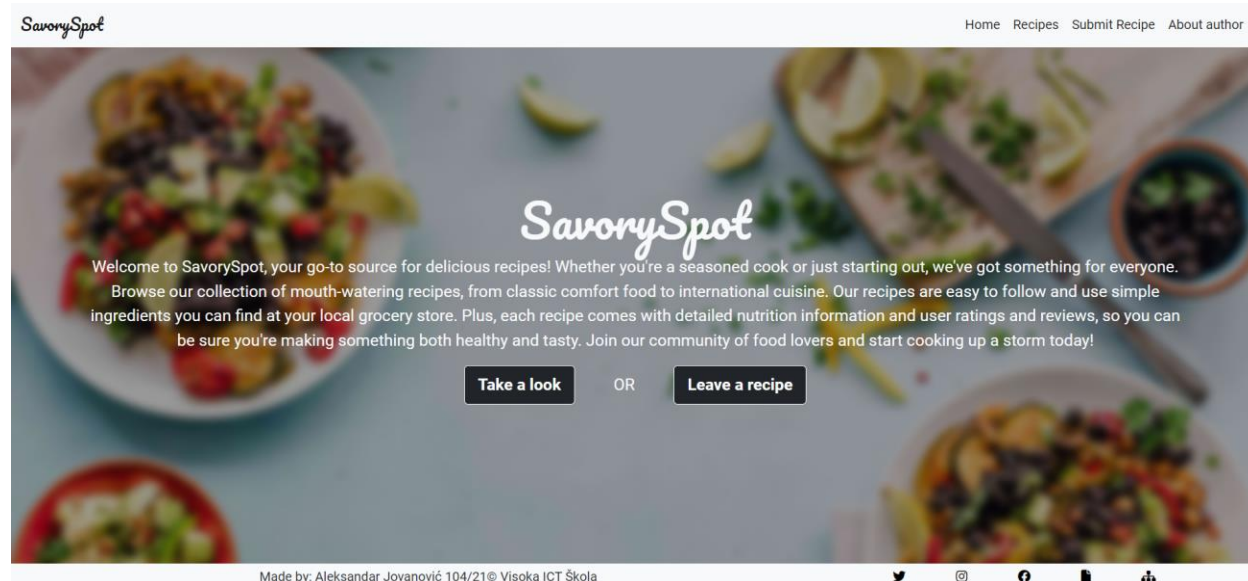 SavorySpot
Home Recipes Submit Recipe About author
SavorySpot
Welcome to SavorySpot, your go-to source for delicious recipes! Whether you're a seasoned cook or just starting out, we've got something for everyone.
Browse our collection of mouth-watering recipes, from classic comfort food to international cuisine. Our recipes are easy to follow and use simple
ingredients you can find at your local grocery store. Plus, each recipe comes with detailed nutrition information and user ratings and reviews, so you can
be sure you're making something both healthy and tasty. Join our community of food lovers and start cooking up a storm today!
Take a look OR Leave a recipe
Made by: Aleksandar Jovanović 104/21© Visoka ICT Škola